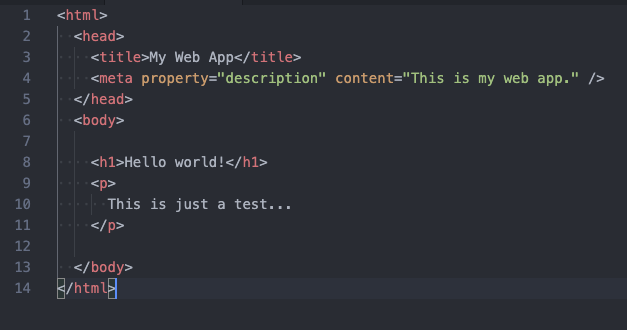 1 <html>
2 <head>
3 <title>My Web App</title>
4 <meta property="description" content="This is my web app." />
5 </head>
6 <body>
7
8 <h1>Hello world!</h1>
9 <p>
10 This is just a test...
11 </p>
12
13 </body>
14 </html>